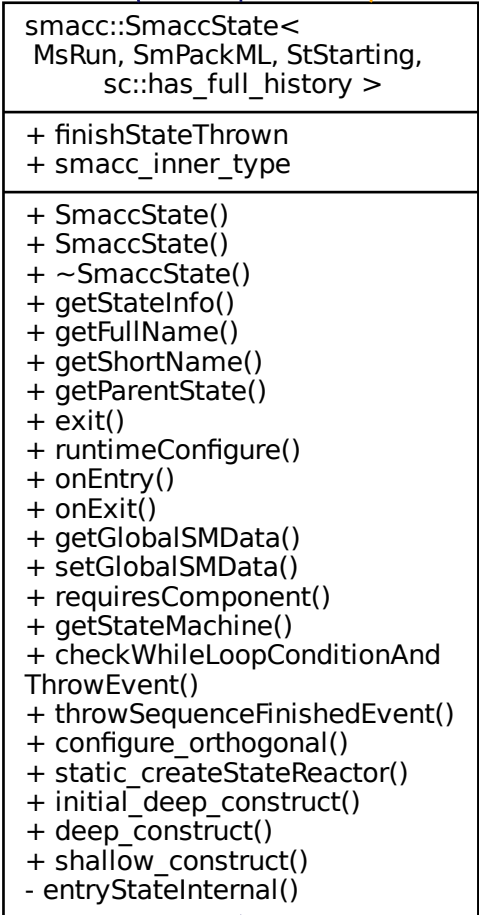 smacc::SmaccState<
MsRun, SmPackML, StStarting,
sc::has_full_history >
+ finishStateThrown
+ smacc_inner_type
+ SmaccState()
+ SmaccState()
+ ~SmaccState()
+ getStateInfo()
+ getFullName()
+ getShortName()
+ getParentState()
+ exit()
+ runtimeConfigure()
+ onEntry()
+ onExit()
+ getGlobalSMData()
+ setGlobalSMData()
+ requiresComponent()
+ getStateMachine()
+ checkWhileLoopConditionAnd
ThrowEvent()
+ throwSequenceFinishedEvent()
+ configure_orthogonal()
+ static_createStateReactor()
+ initial_deep_construct()
+ deep_construct()
+ shallow_construct()
- entryStateInternal()